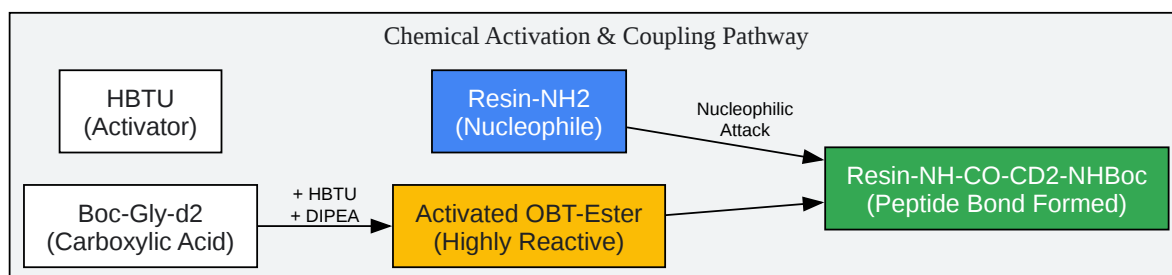 Chemical Activation & Coupling Pathway
HBTU
(Activator)
Resin-NH2
(Nucleophile)
Nucleophilic
Attack
Boc-Gly-d2
(Carboxylic Acid)
+ HBTU
+ DIPEA
Activated OBT-Ester
(Highly Reactive)
Resin-NH-CO-CD2-NHBoc
(Peptide Bond Formed)